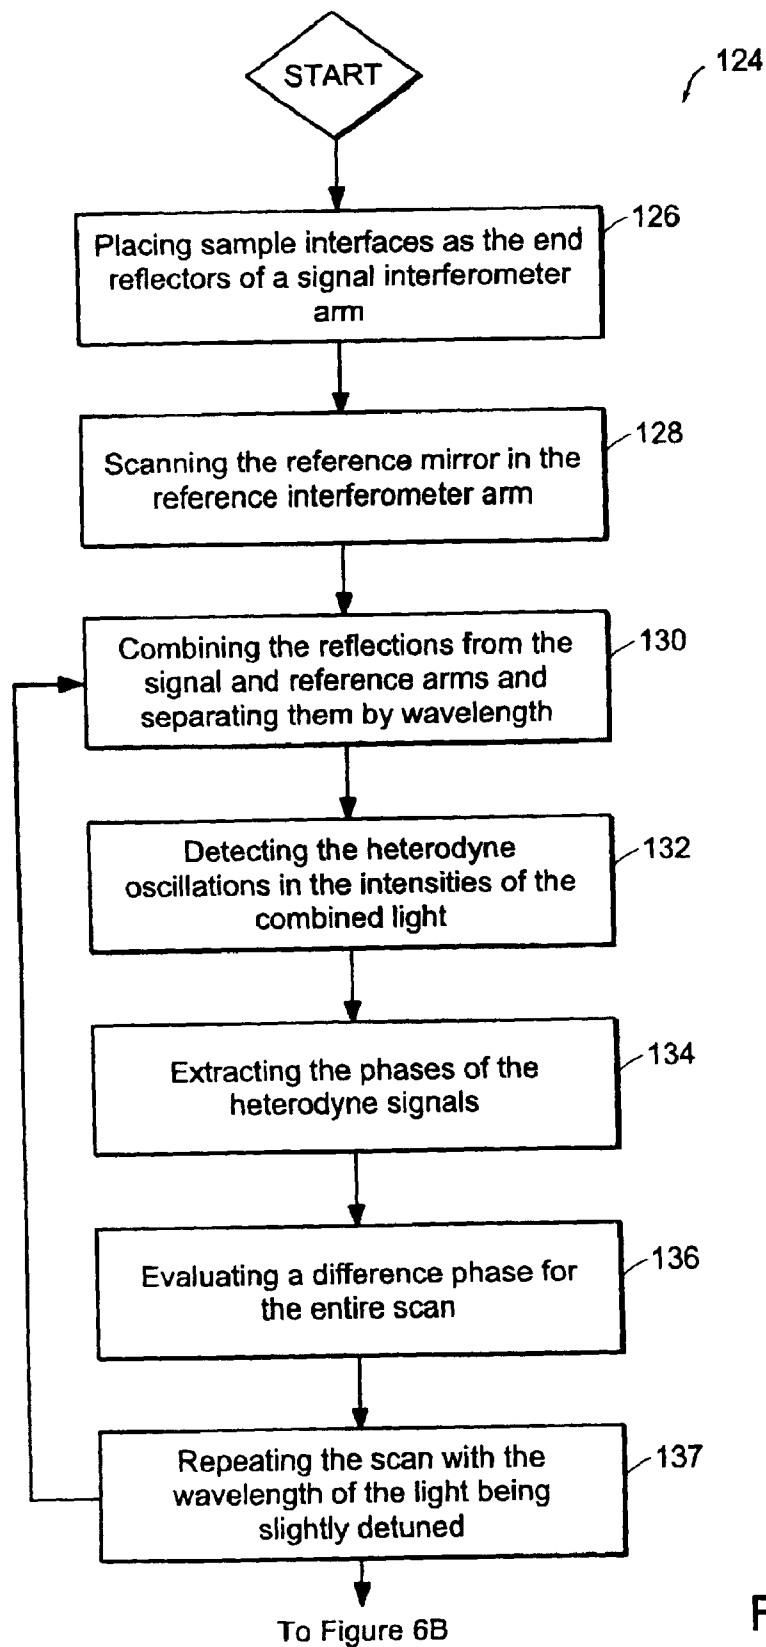 START
124
Placing sample interfaces as the end
reflectors of a signal interferometer
arm
126
Scanning the reference mirror in the
reference interferometer arm
128
Combining the reflections from the
signal and reference arms and
separating them by wavelength
130
Detecting the heterodyne
oscillations in the intensities of the
combined light
132
Extracting the phases of the
heterodyne signals
134
Evaluating a difference phase for
the entire scan
136
Repeating the scan with the
wavelength of the light being
slightly detuned
137
To Figure 6B